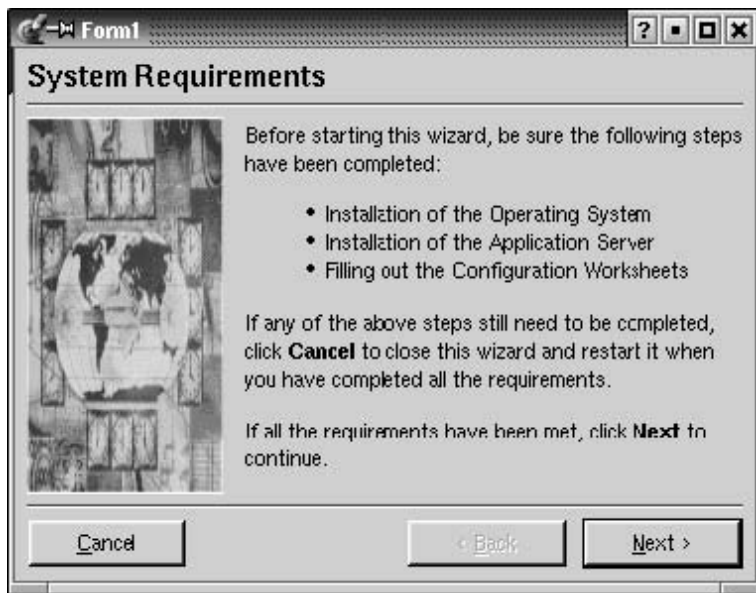 Form1
System Requirements
Before starting this wizard, be sure the following steps
have been completed:
• Installation of the Operating System
• Installation of the Application Server
• Filling out the Configuration Worksheets
If any of the above steps still need to be completed,
click Cancel to close this wizard and restart it when
you have completed all the requirements.
If all the requirements have been met, click Next to
continue.
Cancel
< Back
Next >